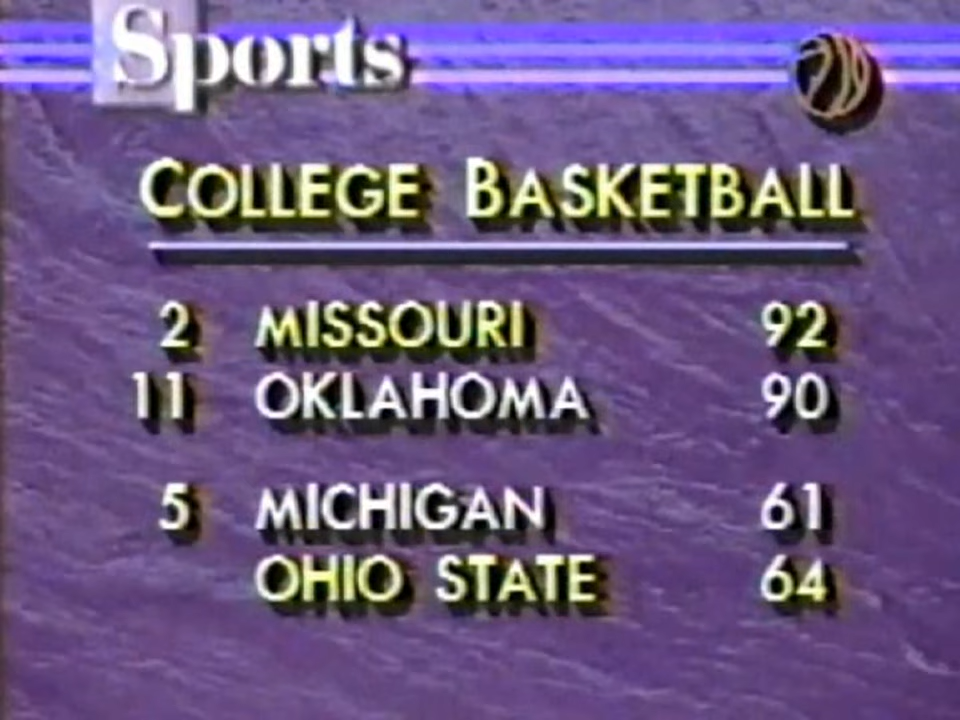 Sports
COLLEGE BASKETBALL
2 MISSOURI 92
11 OKLAHOMA 90
5 MICHIGAN 61
OHIO STATE 64